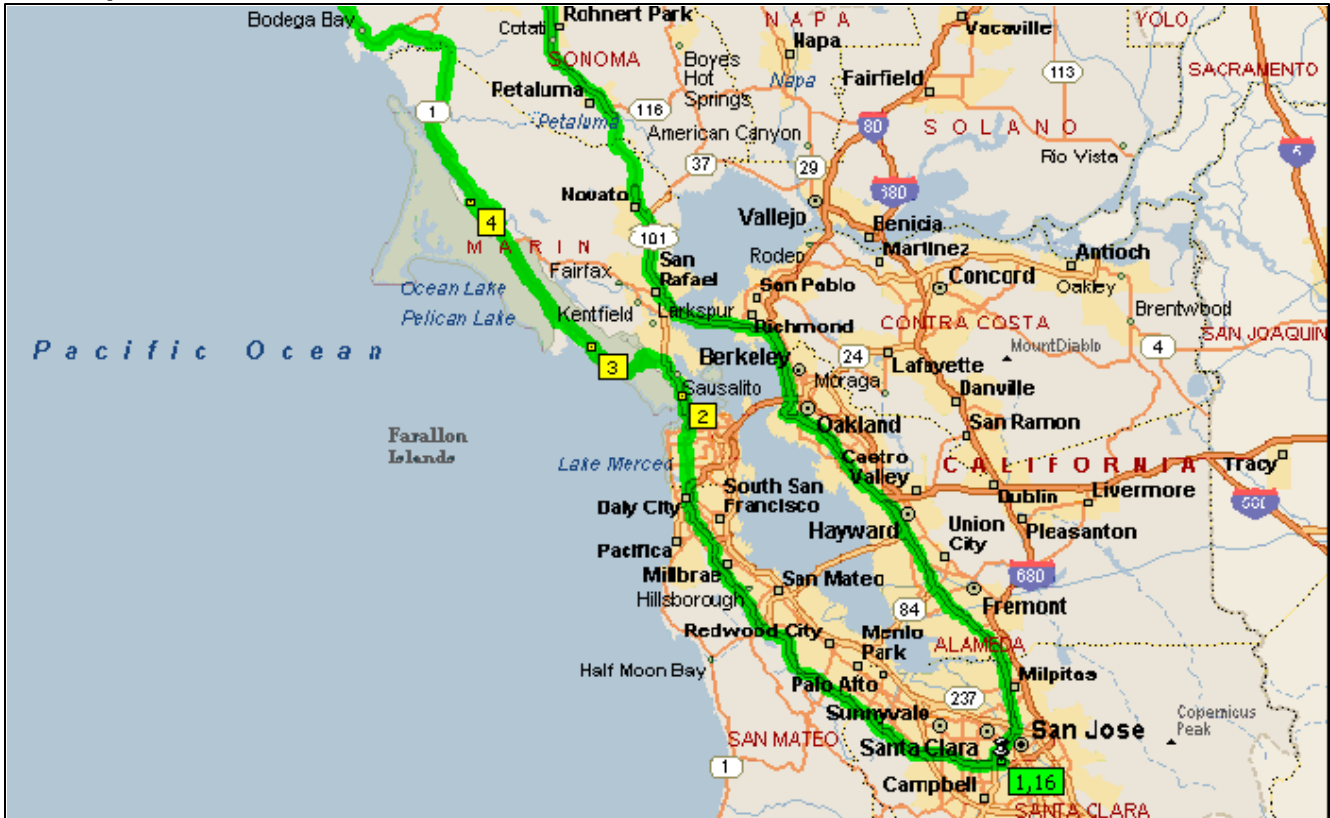 Bodega Bay
Cotati
Rohnert Park
NAPA
Vacaville
YOLO
SONOMA
Napa
Boyes
Hot
Springs
Napa
Fairfield
113
SACRAMENTO
Petaluma
116
1
Petaluma
American Canyon
80
SOLANO
5
Rio Vista
37
29
680
Novato
Vallejo
Benicia
4
MARIN
101
Rodeo
Martinez
Antioch
San
Rafael
Fairfax
Concord
Oakley
Ocean Lake
San Pablo
Larkspur
Kentfield
Brentwood
Pelican Lake
Richmond
CONTRA COSTA
SAN JOAQUIN
Pacific Ocean
Berkeley
24
Mount Diablo
4
3
Lafayette
Moraga
Sausalito
Danville
2
Oakland
San Ramon
Farallon
Islands
Lake Merced
Castro
Valley
CALIFORNIA
Tracy
South San
Francisco
Daly City
Dublin
Livermore
580
Hayward
Union
City
Pleasanton
Pacifica
Millbrae
San Mateo
680
Hillsborough
84
Fremont
Redwood City
Menlo
Park
ALAMEDA
Half Moon Bay
Palo Alto
Milpitas
237
Sunnyvale
Copernicus
Peak
SAN MATEO
Santa Clara
San Jose
1
Campbell
1,16
SANTA CLARA